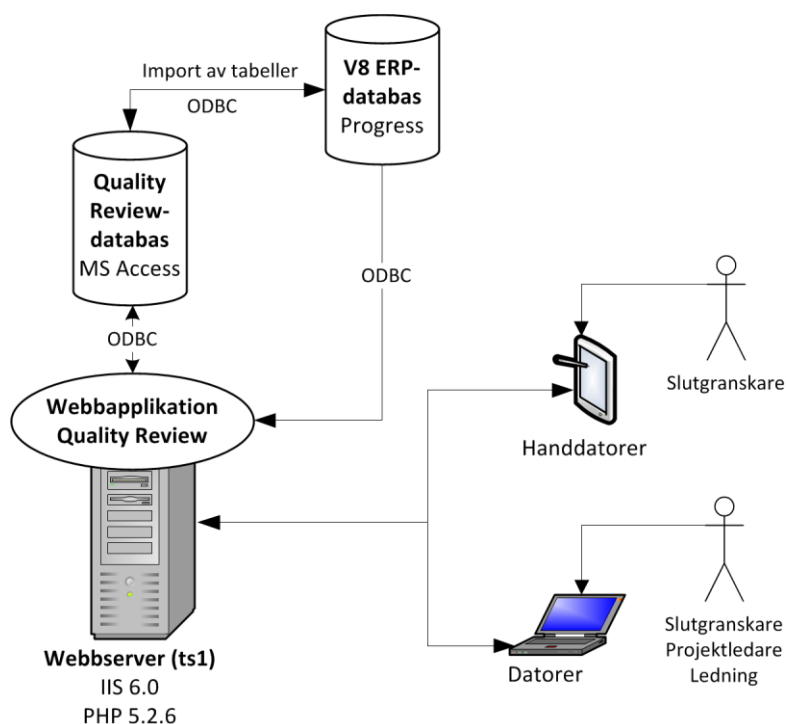 Import av tabeller
ODBC
V8 ERP-
databas
Progress
Quality
Review-
databas
MS Access
ODBC
ODBC
Webbapplikation
Quality Review
Slutgranskare
Handdatorer
Webbserver (ts1)
IIS 6.0
PHP 5.2.6
Datorer
Slutgranskare
Projektledare
Ledning